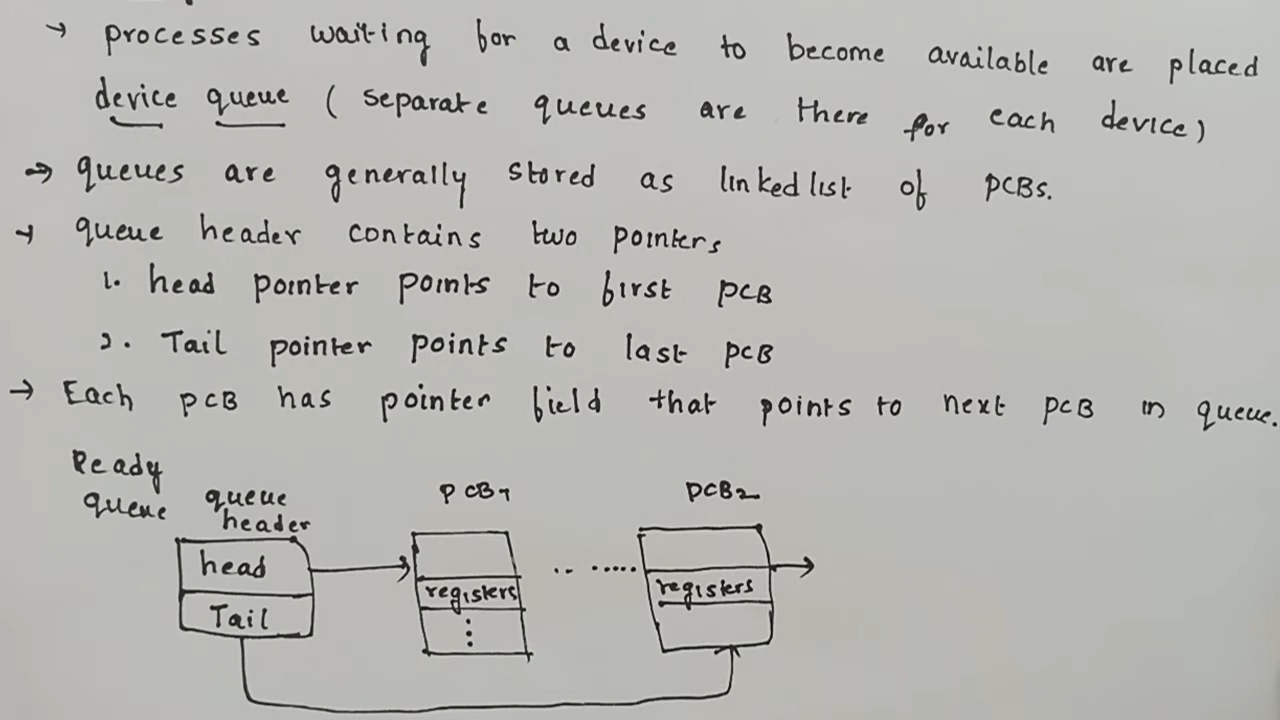 → processes waiting for a device to become available are placed
device queue ( separate queues are there for each device)
→ queues are generally stored as linked list of PCBs.
→ queue header contains two pointers
1. head pointer points to first PCB
2. Tail pointer points to last PCB
→ Each PCB has pointer field that points to next PCB in queue.
Ready
queue
queue
header
PCB1
PCB2
head
registers
.. .....
registers
Tail